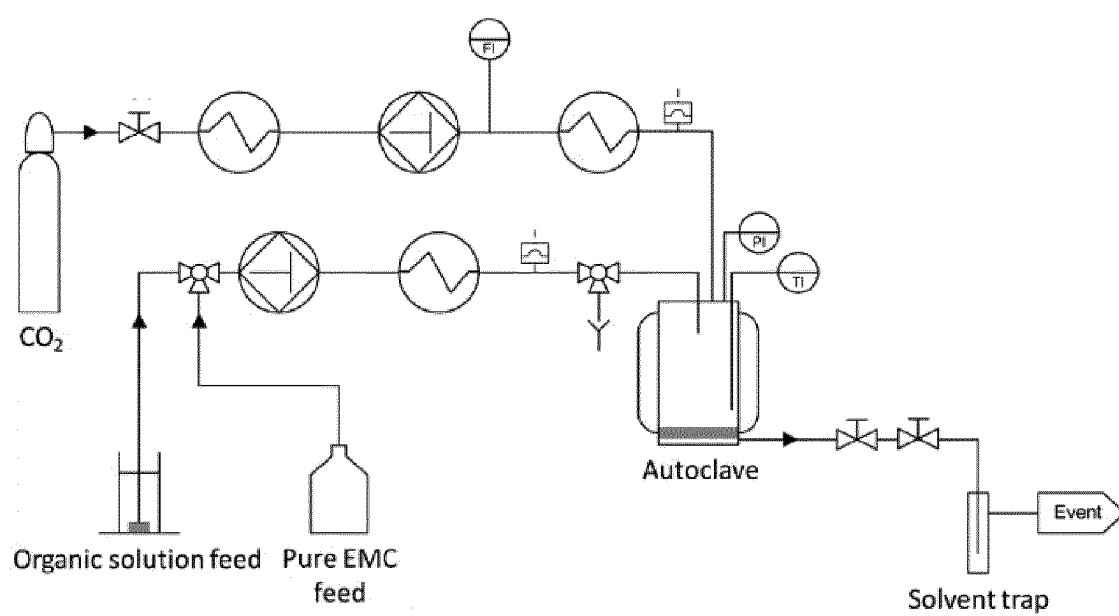 FI
I
I
PI
TI
CO₂
Autoclave
Event
Organic solution feed
Pure EMC
feed
Solvent trap